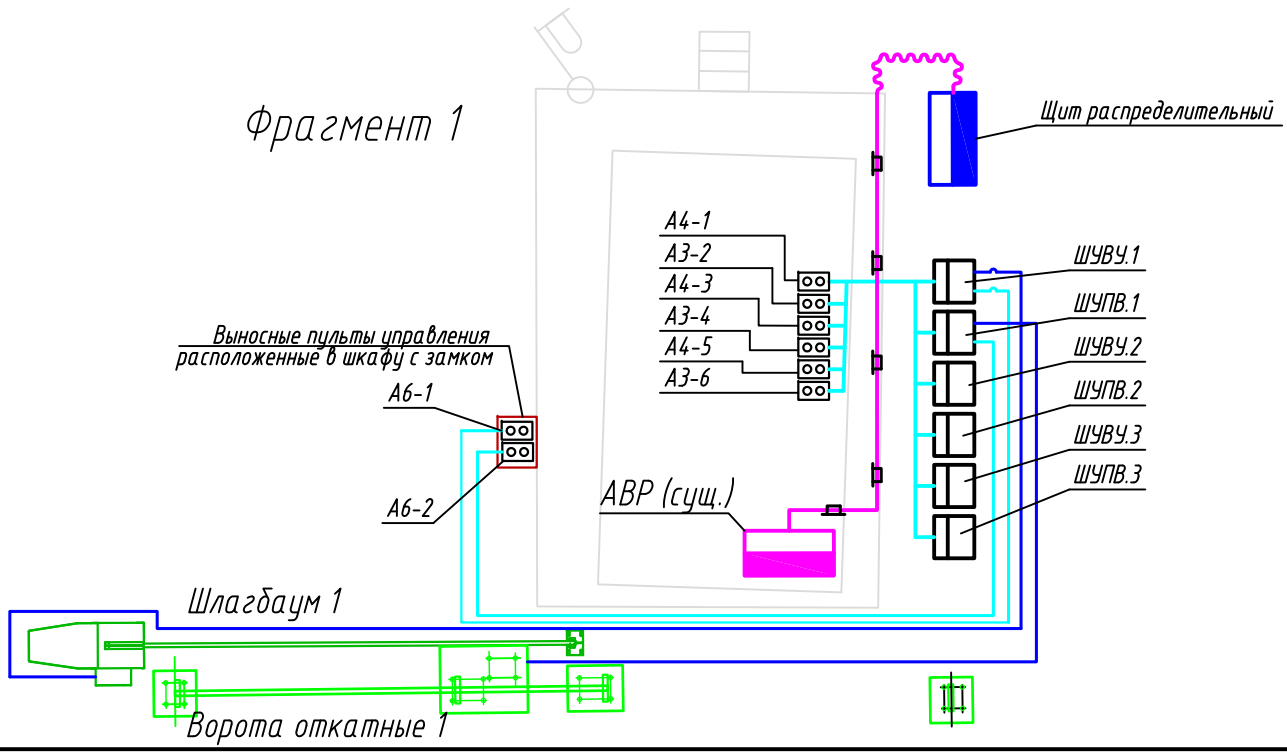 Фрагмент 1
Щит распределительный
А4-1
А3-2
А4-3
А3-4
А4-5
А3-6
ШУВУ.1
ШУПВ.1
ШУВУ.2
ШУПВ.2
ШУВУ.3
ШУПВ.3
Выносные пульты управления
расположенные в шкафу с замком
А6-1
А6-2
АВР (сущ.)
Шлагбаум 1
Ворота откатные 1